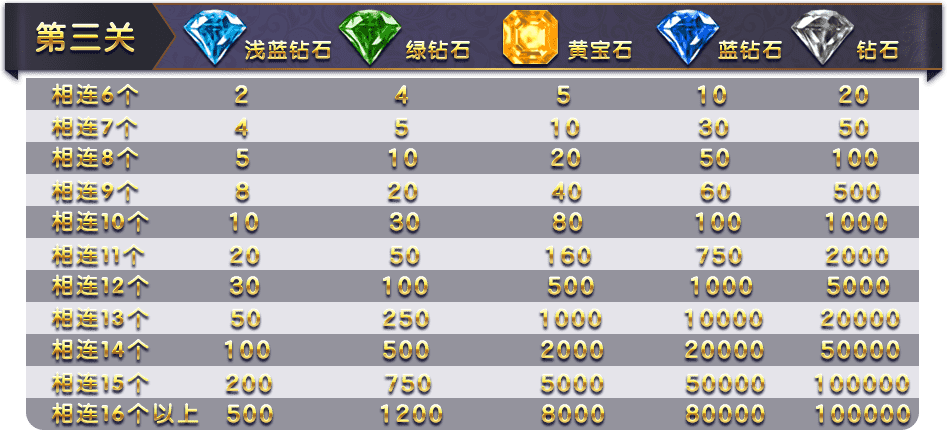 第三关 浅蓝钻石 绿钻石 黄宝石 蓝钻石 钻石
相连6个 2 4 5 10 20
相连7个 4 5 10 30 50
相连8个 5 10 20 50 100
相连9个 8 20 40 60 500
相连10个 10 30 80 100 1000
相连11个 20 50 160 750 2000
相连12个 30 100 500 1000 5000
相连13个 50 250 1000 10000 20000
相连14个 100 500 2000 20000 50000
相连15个 200 750 5000 50000 100000
相连16个以上 500 1200 8000 80000 100000